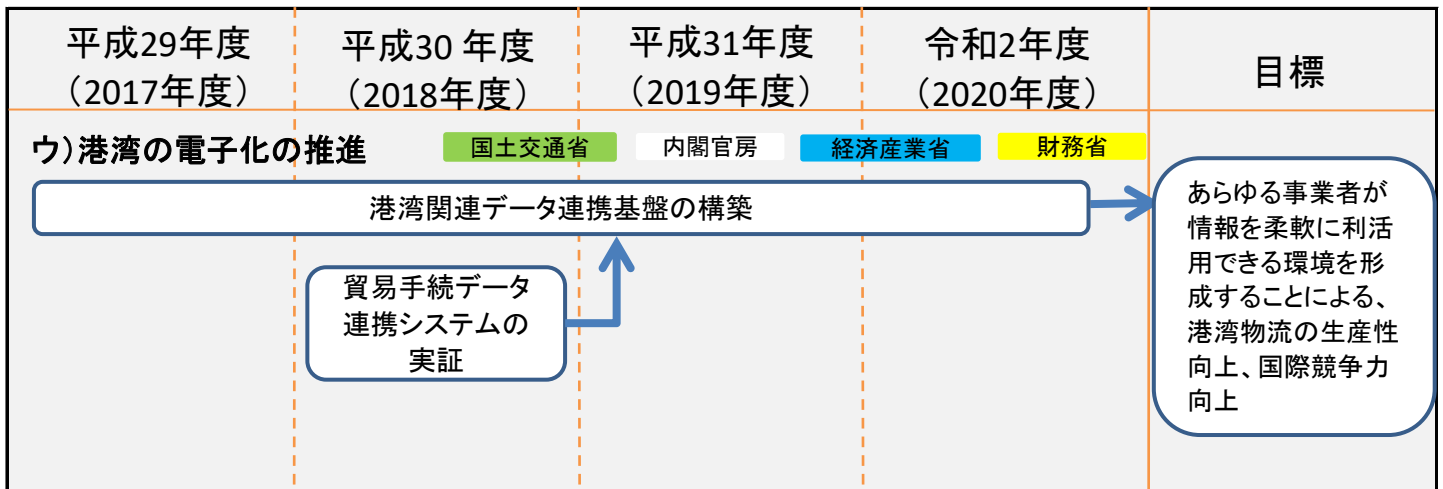 平成29年度
（2017年度）
平成30 年度
（2018年度）
平成31年度
（2019年度）
令和2年度
（2020年度）
目標
ウ）港湾の電子化の推進
国土交通省
内閣官房
経済産業省
財務省
港湾関連データ連携基盤の構築
貿易手続データ
連携システムの
実証
あらゆる事業者が
情報を柔軟に利活
用できる環境を形
成することによる、
港湾物流の生産性
向上、国際競争力
向上